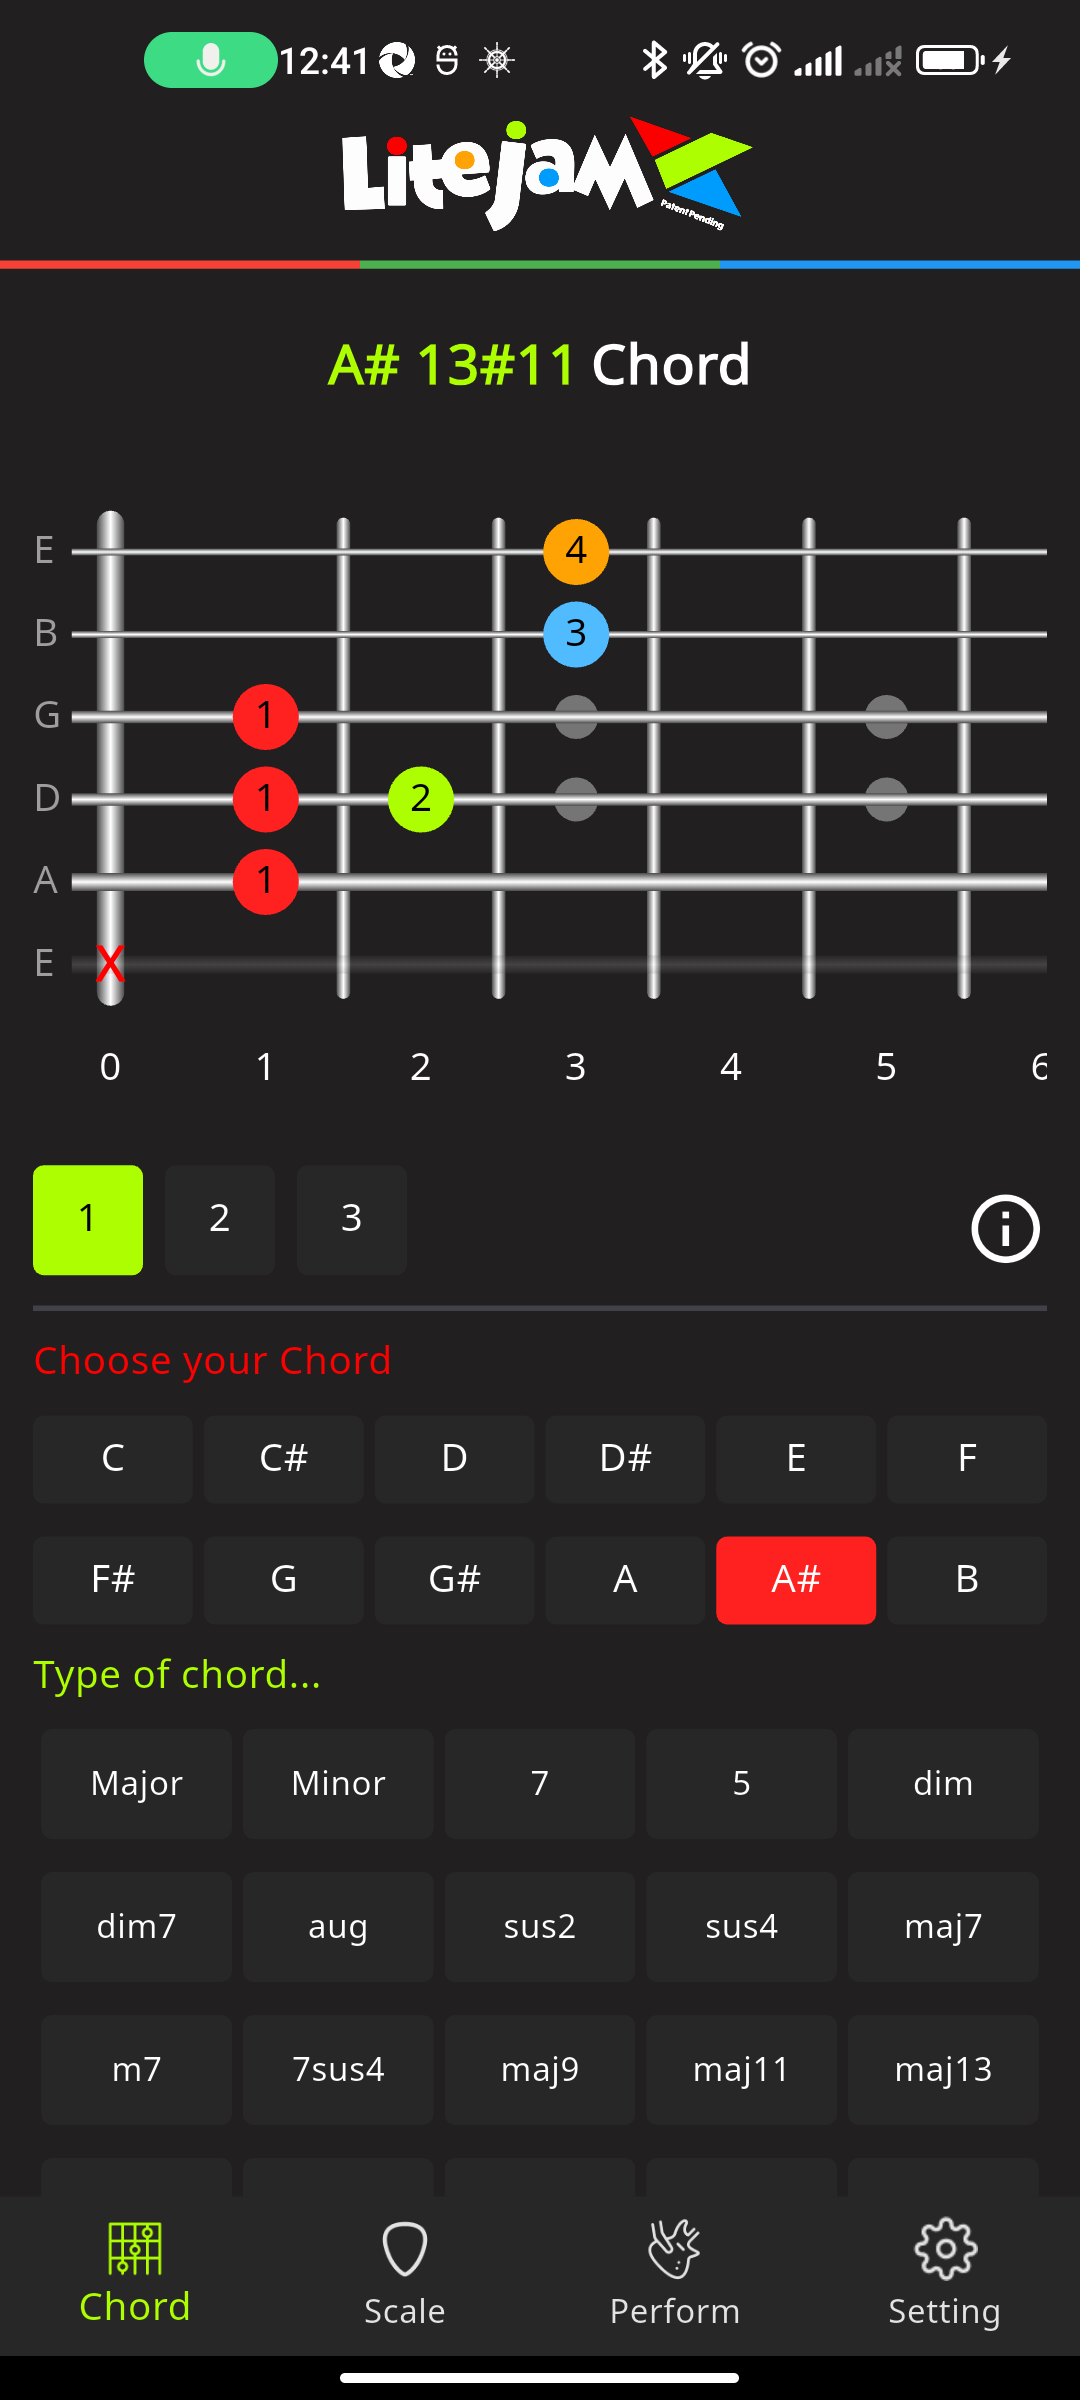 12:41
Litejam
Patent Pending
A# 13#11 Chord
E 4
B 3
G 1
D 1 2
A 1
E X
0 1 2 3 4 5 6
1 2 3
Choose your Chord
C C# D D# E F
F# G G# A A# B
Type of chord...
Major Minor 7 5 dim
dim7 aug sus2 sus4 maj7
m7 7sus4 maj9 maj11 maj13
Chord Scale Perform Setting